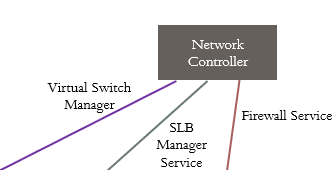 Network
Controller
Virtual Switch
Manager
Firewall Service
SLB
Manager
Service